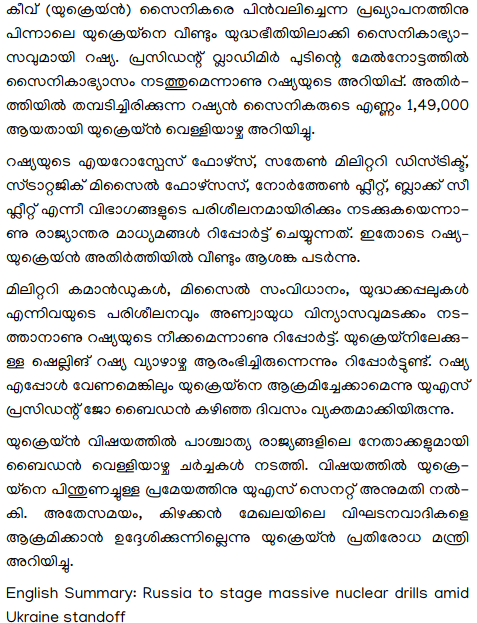 കീവ് (യുക്രെയ്ൻ) സൈനികരെ പിൻവലിച്ചെന്ന പ്രഖ്യാപനത്തിനു
പിന്നാലെ യുക്രെയ്നെ വീണ്ടും യുദ്ധഭീതിയിലാക്കി സൈനികാഭ്യാ-
സവുമായി റഷ്യ. പ്രസിഡന്റ് വ്ലാഡിമിർ പുടിന്റെ മേൽനോട്ടത്തിൽ
സൈനികാഭ്യാസം നടത്തുമെന്നാണു റഷ്യയുടെ അറിയിപ്പ്. അതിർ-
ത്തിയിൽ തമ്പടിച്ചിരിക്കുന്ന റഷ്യൻ സൈനികരുടെ എണ്ണം 1,49,000
ആയതായി യുക്രെയ്ൻ വെള്ളിയാഴ്ച അറിയിച്ചു.
റഷ്യയുടെ എയറോസ്പേസ് ഫോഴ്സ്, സതേൺ മിലിറ്ററി ഡിസ്ട്രിക്ട്,
സ്ട്രാറ്റജിക് മിസൈൽ ഫോഴ്സസ്, നോർത്തേൺ ഫ്ലീറ്റ്, ബ്ലാക്ക് സീ
ഫ്ലീറ്റ് എന്നീ വിഭാഗങ്ങളുടെ പരിശീലനമായിരിക്കും നടക്കുകയെന്നാ-
ണു രാജ്യാന്തര മാധ്യമങ്ങൾ റിപ്പോർട്ട് ചെയ്യുന്നത്. ഇതോടെ റഷ്യ-
യുക്രെയ്ൻ അതിർത്തിയിൽ വീണ്ടും ആശങ്ക പടർന്നു.
മിലിറ്ററി കമാൻഡുകൾ, മിസൈൽ സംവിധാനം, യുദ്ധക്കപ്പലുകൾ
എന്നിവയുടെ പരിശീലനവും അണ്വായുധ വിന്യാസവുമടക്കം നട-
ത്താനാണു റഷ്യയുടെ നീക്കമെന്നാണു റിപ്പോർട്ട്. യുക്രെയ്നിലേക്കു-
ള്ള ഷെല്ലിങ് റഷ്യ വ്യാഴാഴ്ച ആരംഭിച്ചിരുന്നെന്നും റിപ്പോർട്ടുണ്ട്. റഷ്യ
എപ്പോൾ വേണമെങ്കിലും യുക്രെയ്നെ ആക്രമിച്ചേക്കാമെന്നു യുഎസ്
പ്രസിഡന്റ് ജോ ബൈഡൻ കഴിഞ്ഞ ദിവസം വ്യക്തമാക്കിയിരുന്നു.
യുക്രെയ്ൻ വിഷയത്തിൽ പാശ്ചാത്യ രാജ്യങ്ങളിലെ നേതാക്കളുമായി
ബൈഡൻ വെള്ളിയാഴ്ച ചർച്ചകൾ നടത്തി. വിഷയത്തിൽ യുക്രെ-
യ്നെ പിന്തുണച്ചുള്ള പ്രമേയത്തിനു യുഎസ് സെനറ്റ് അനുമതി നൽ-
കി. അതേസമയം, കിഴക്കൻ മേഖലയിലെ വിഘടനവാദികളെ
ആക്രമിക്കാൻ ഉദ്ദേശിക്കുന്നില്ലെന്നു യുക്രെയ്ൻ പ്രതിരോധ മന്ത്രി
അറിയിച്ചു.
English Summary: Russia to stage massive nuclear drills amid
Ukraine standoff